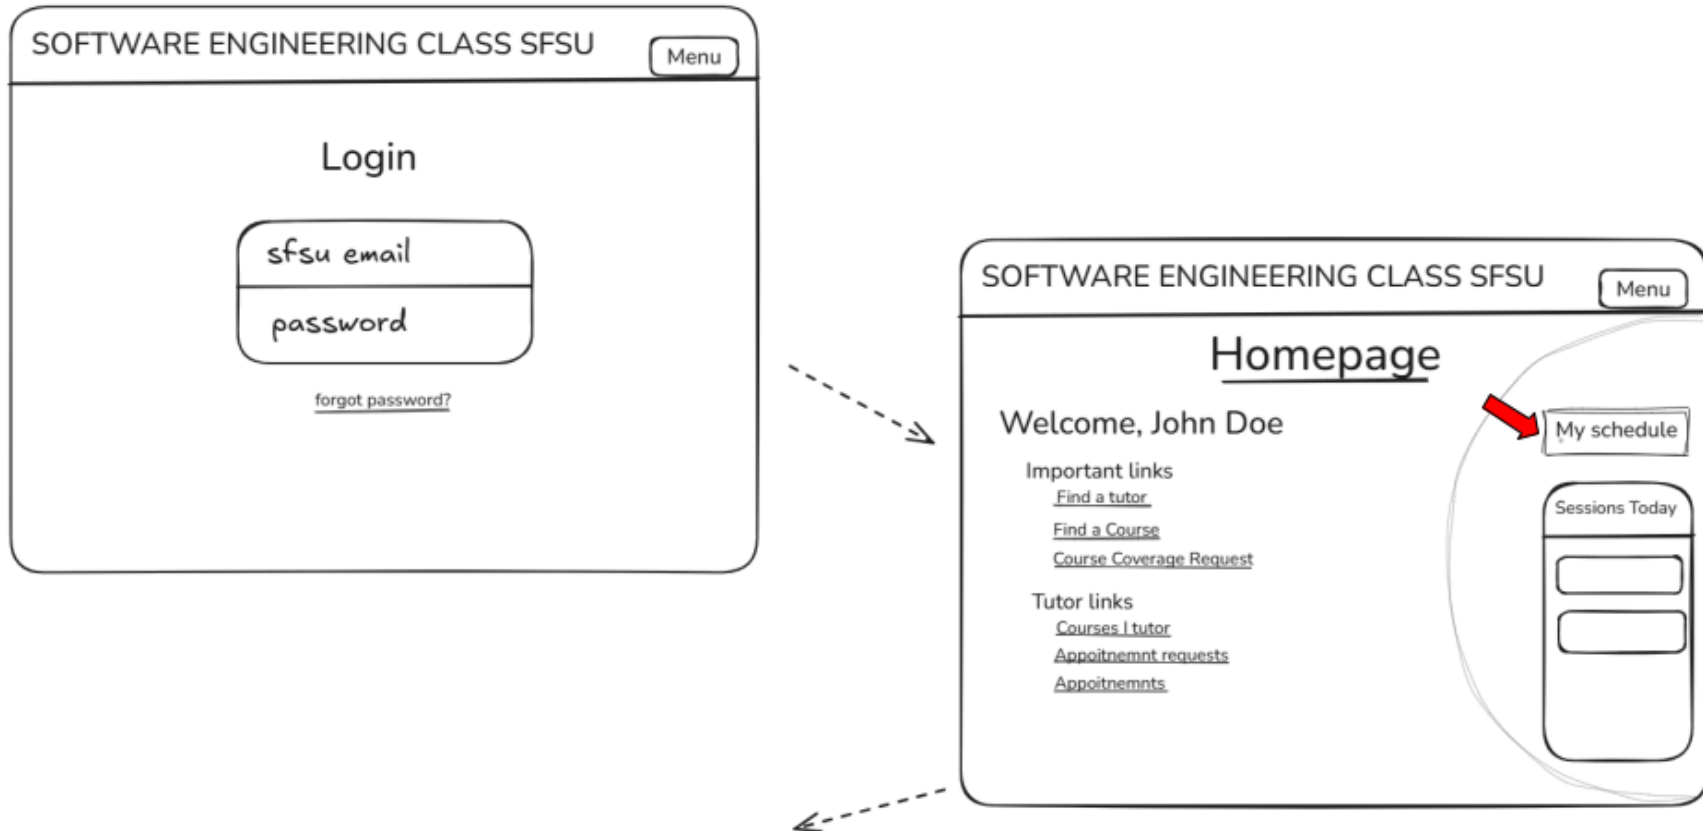 SOFTWARE ENGINEERING CLASS SFSU
Menu
Login
sfsu email
password
forgot password?
SOFTWARE ENGINEERING CLASS SFSU
Menu
Homepage
Welcome, John Doe
Important links
Find a tutor
Find a Course
Course Coverage Request
Tutor links
Courses I tutor
Appoitnemnt requests
Appoitnemnts
My schedule
Sessions Today